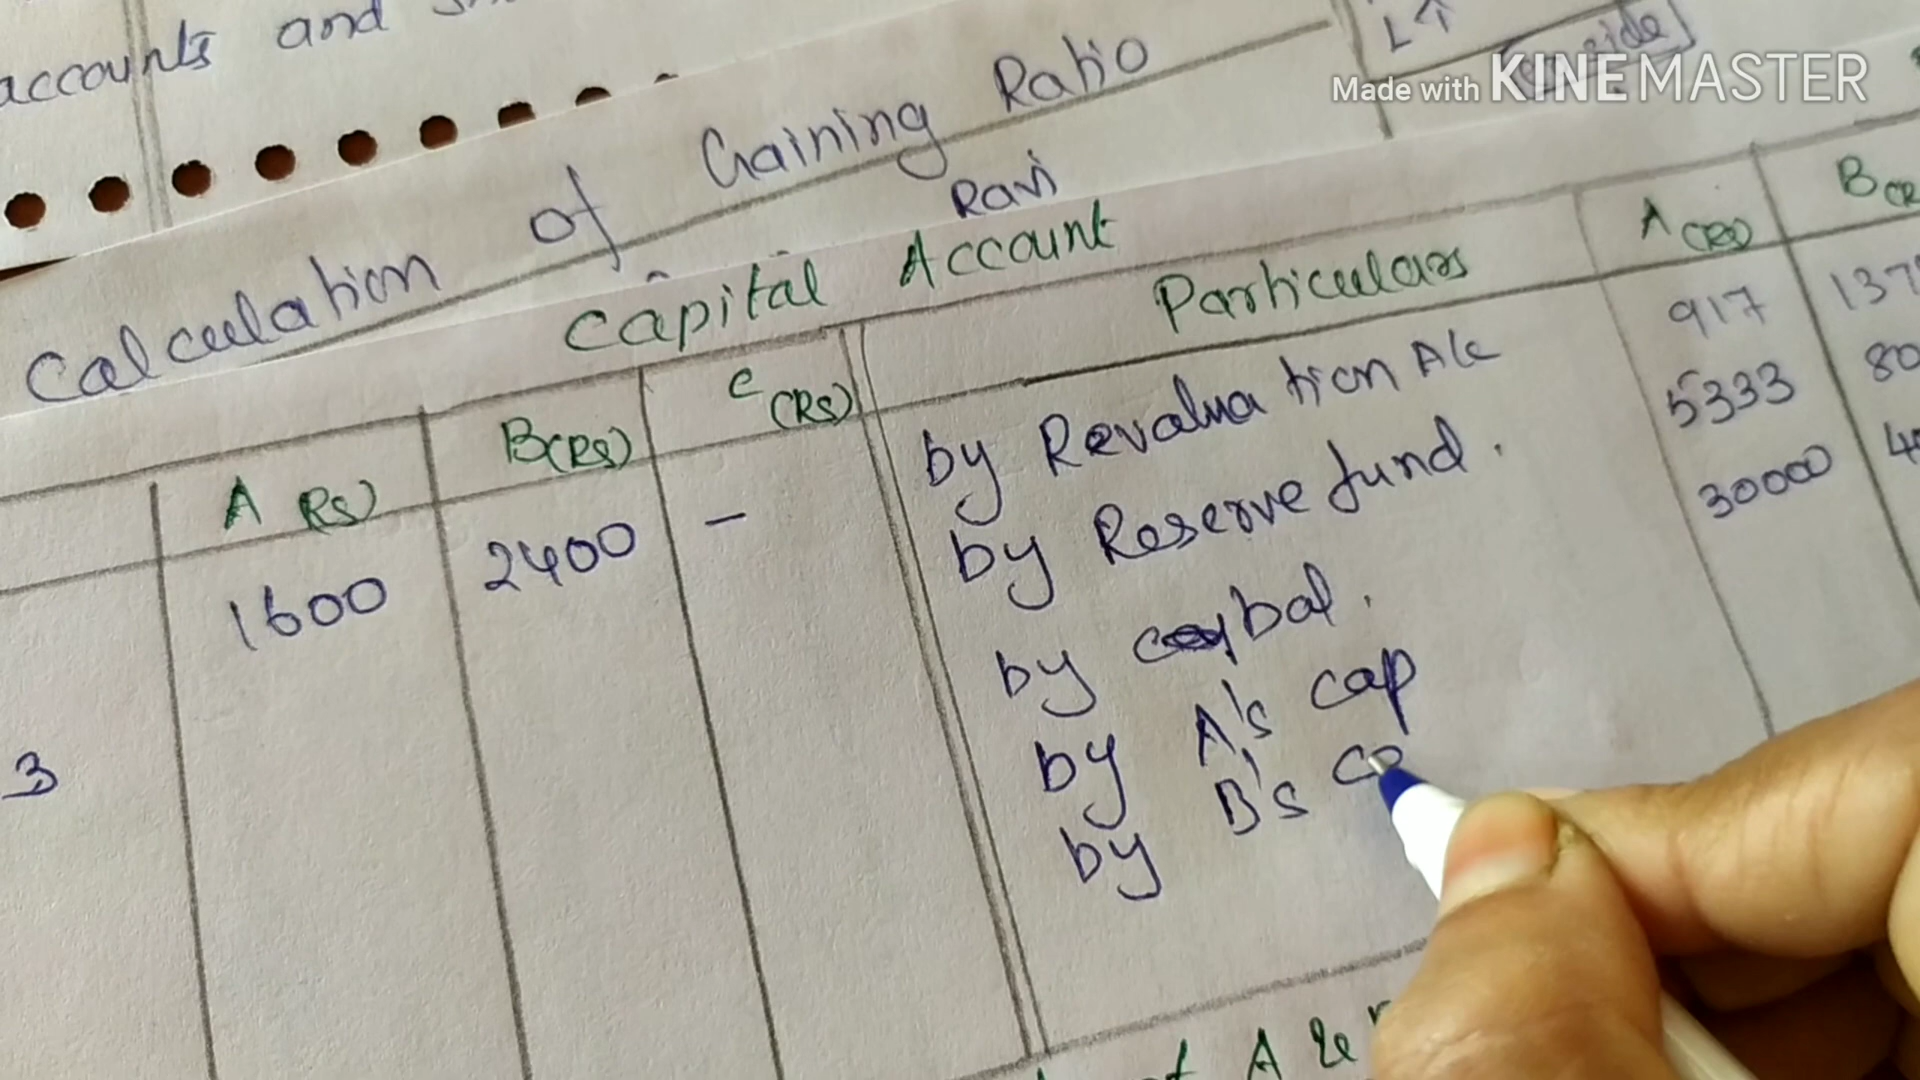 accounts and
Made with KINEMASTER
Calculation of Gaining Ratio
Ravi
Capital Account
A (Rs) B(Rs) C (Rs) Particulars A (Rs) B
1600 2400 – by Revaluation A/c 917
by Reserve fund. 5333
by bal. 30000
by A's cap
3 by B's
A &